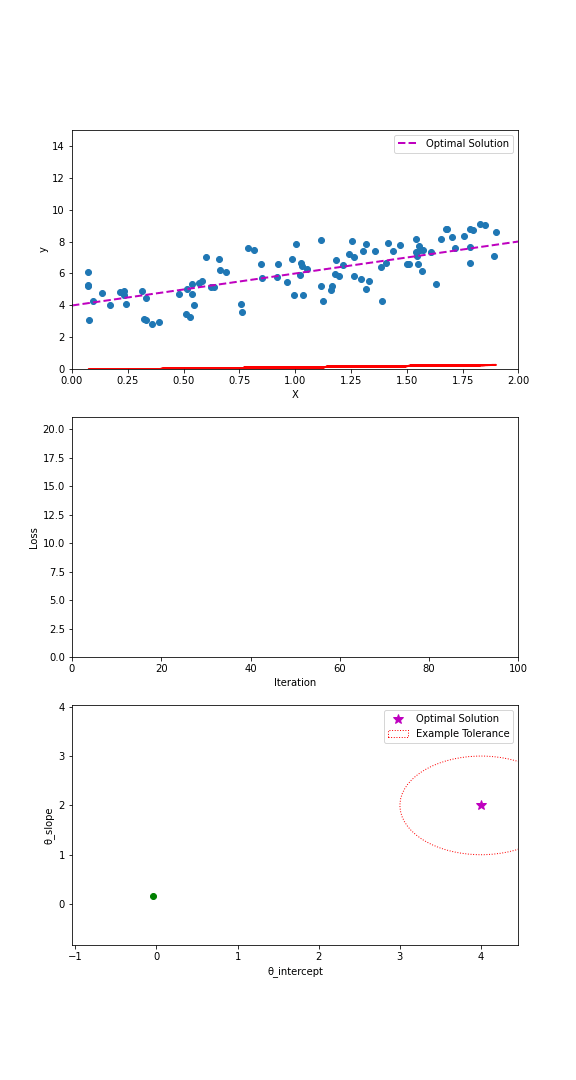 14
12
10
8
6
4
2
0
y
Optimal Solution
0.00 0.25 0.50 0.75 1.00 1.25 1.50 1.75 2.00
X
20.0
17.5
15.0
12.5
10.0
7.5
5.0
2.5
0.0
Loss
0 20 40 60 80 100
Iteration
4
3
2
1
0
θ_slope
Optimal Solution
Example Tolerance
−1 0 1 2 3 4
θ_intercept